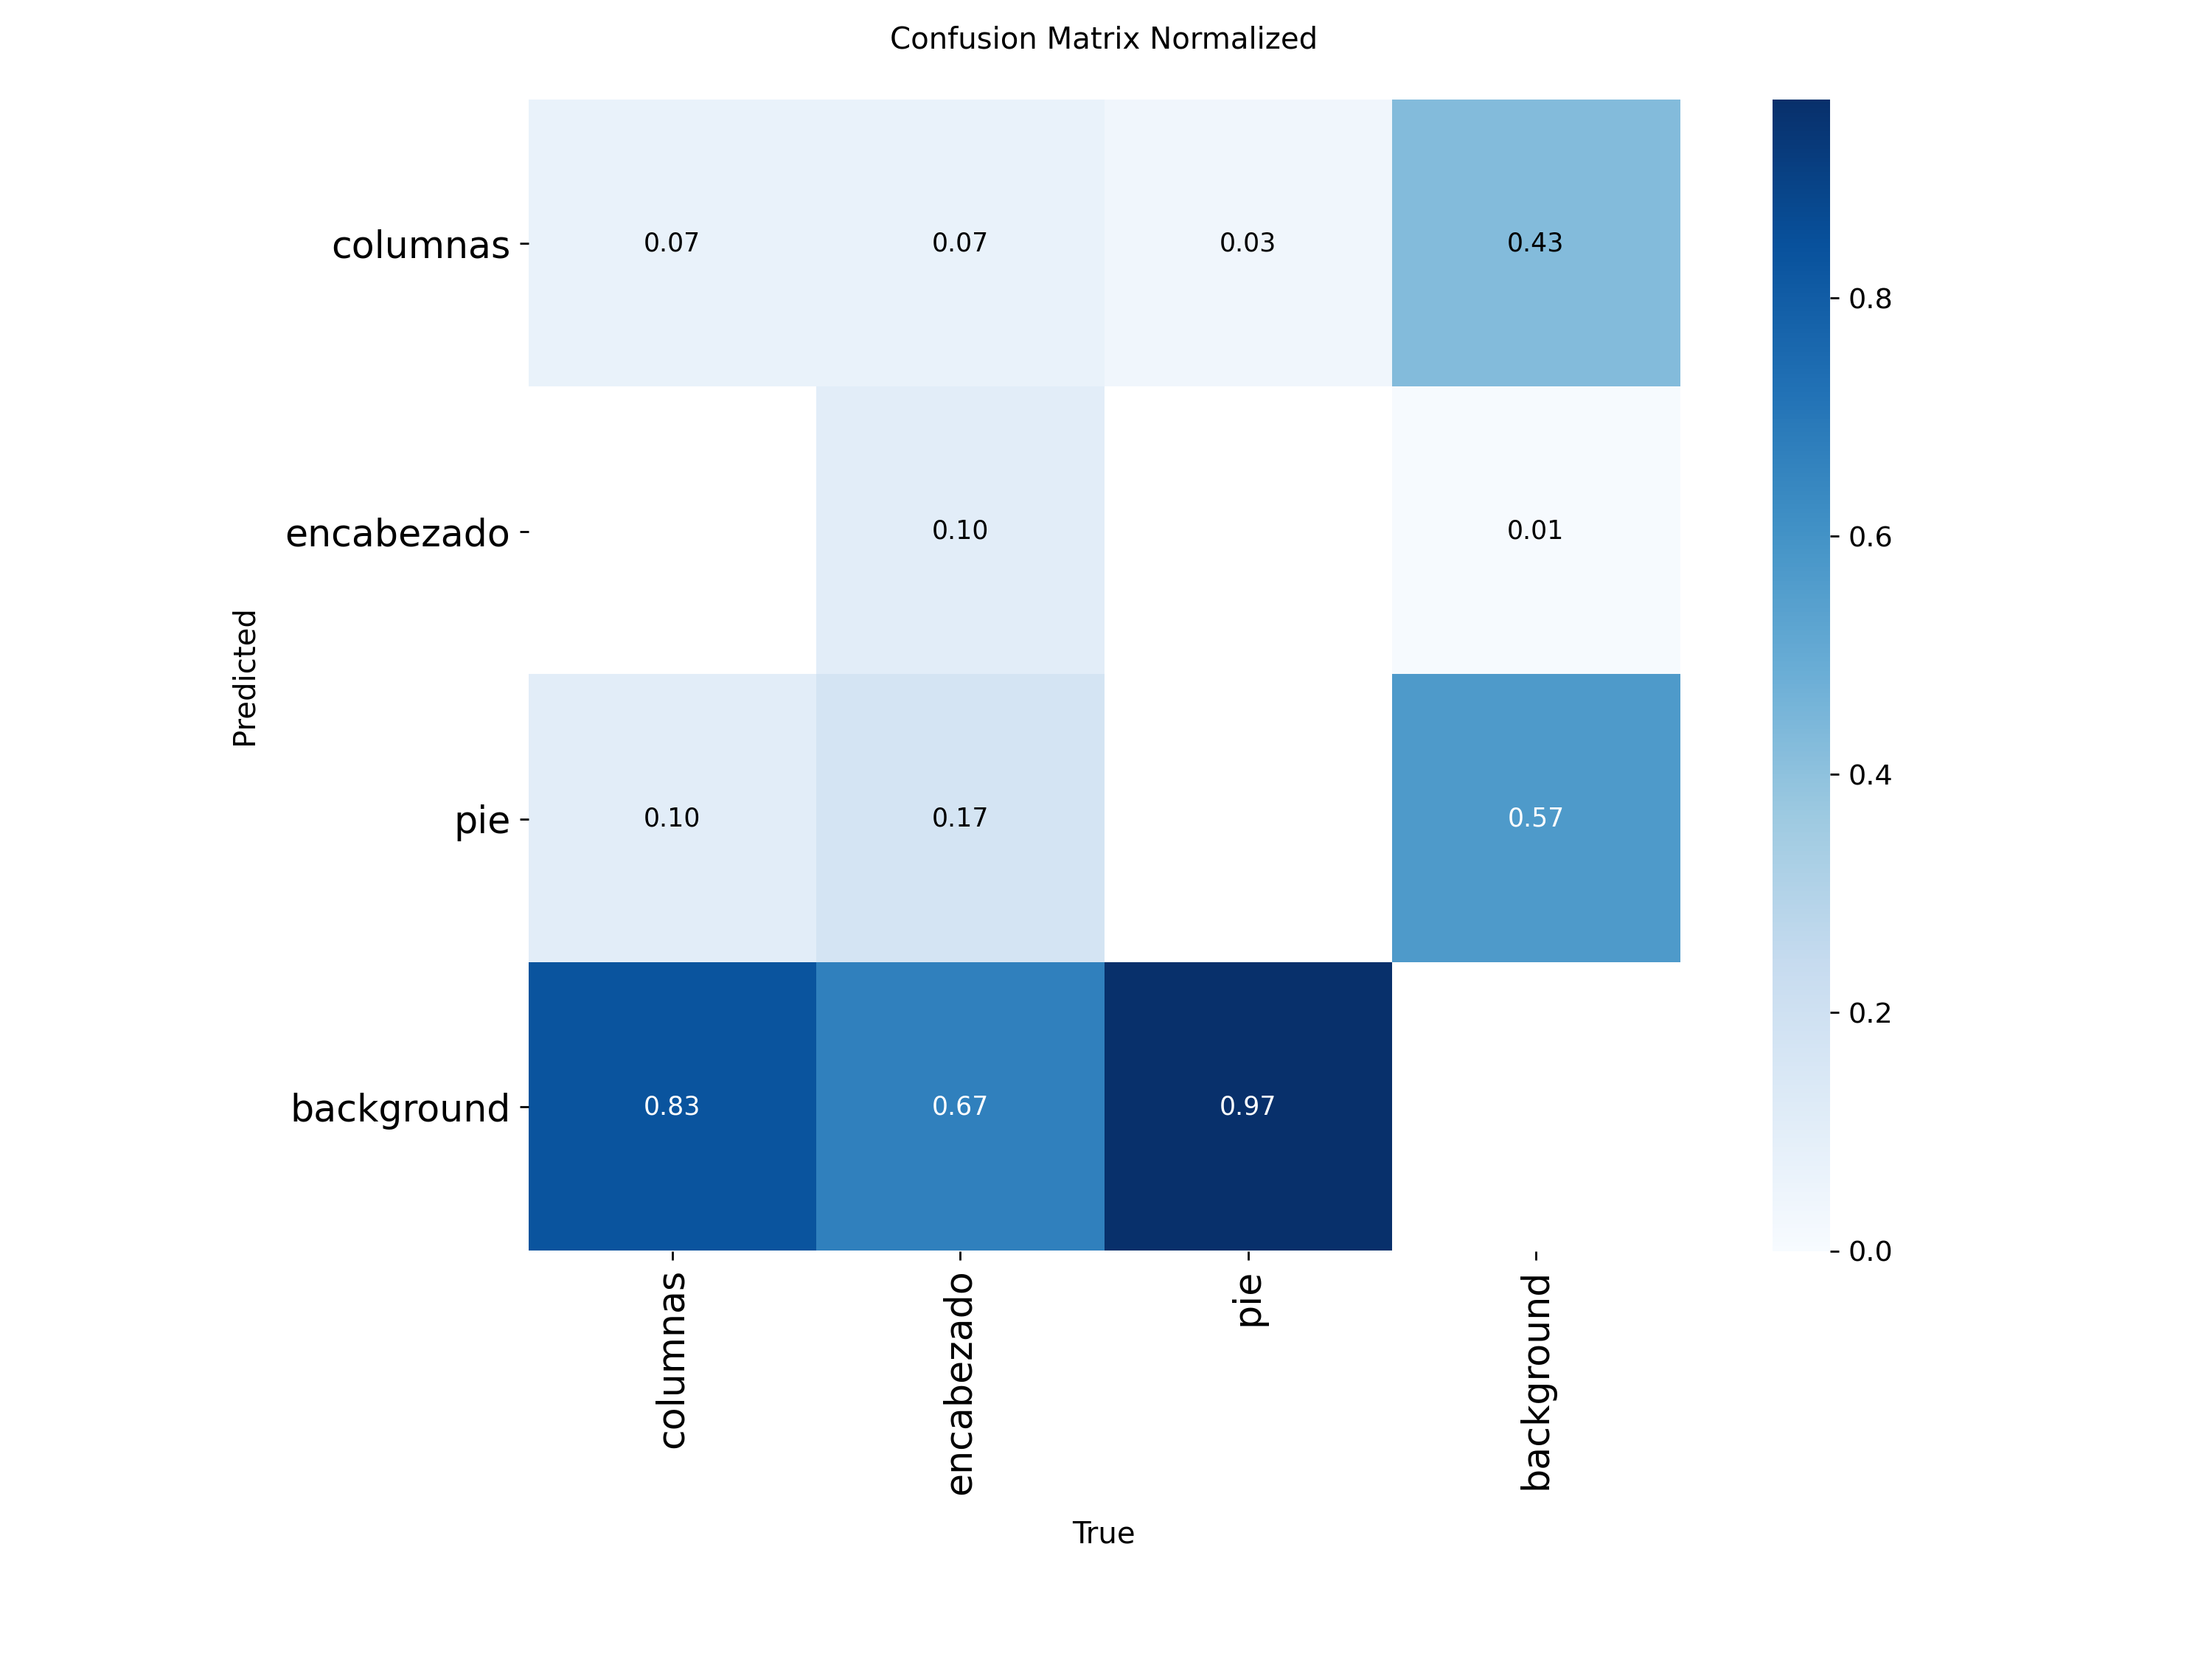 Confusion Matrix Normalized
columnas 0.07 0.07 0.03 0.43
encabezado 0.10 0.01
pie 0.10 0.17 0.57
background 0.83 0.67 0.97
columnas encabezado pie background
Predicted
True
0.8
0.6
0.4
0.2
0.0